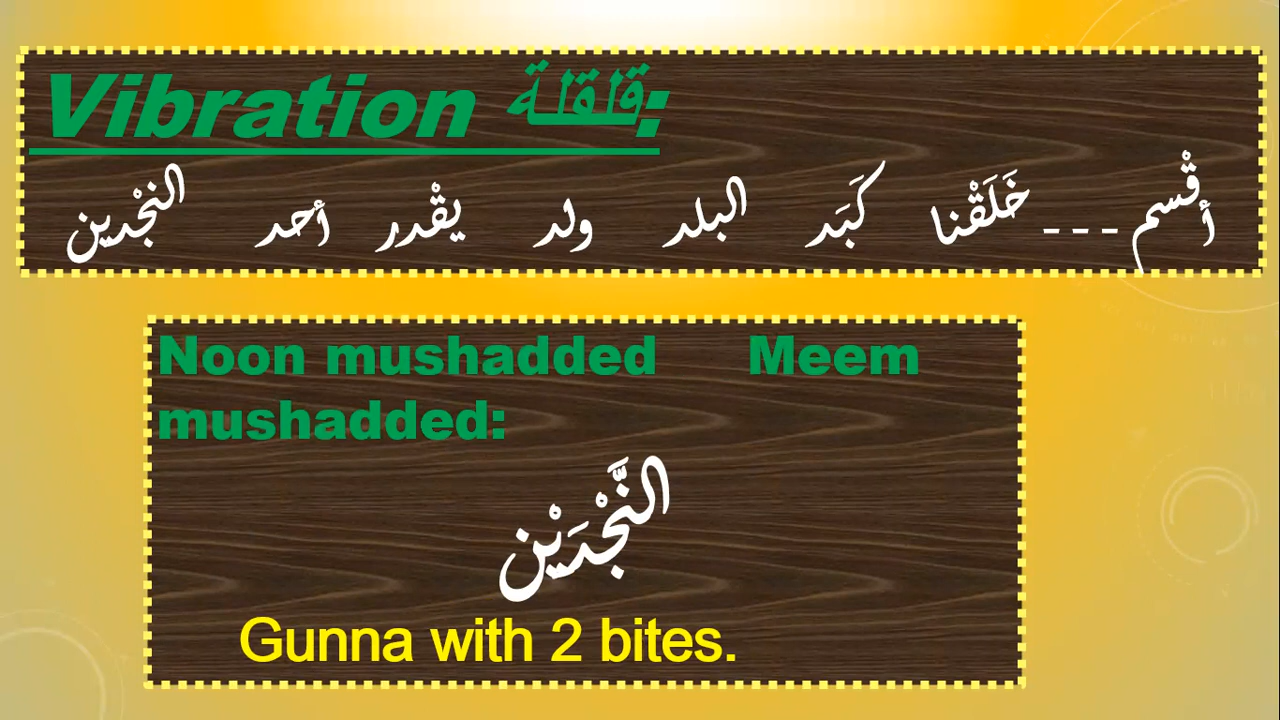 Vibration قلقلة:
أقْسم --- خَلَقْنا كَبَد البلد ولد يقْدر أحد النجْدين
Noon mushadded Meem
mushadded:
النَّجْدَيْن
Gunna with 2 bites.